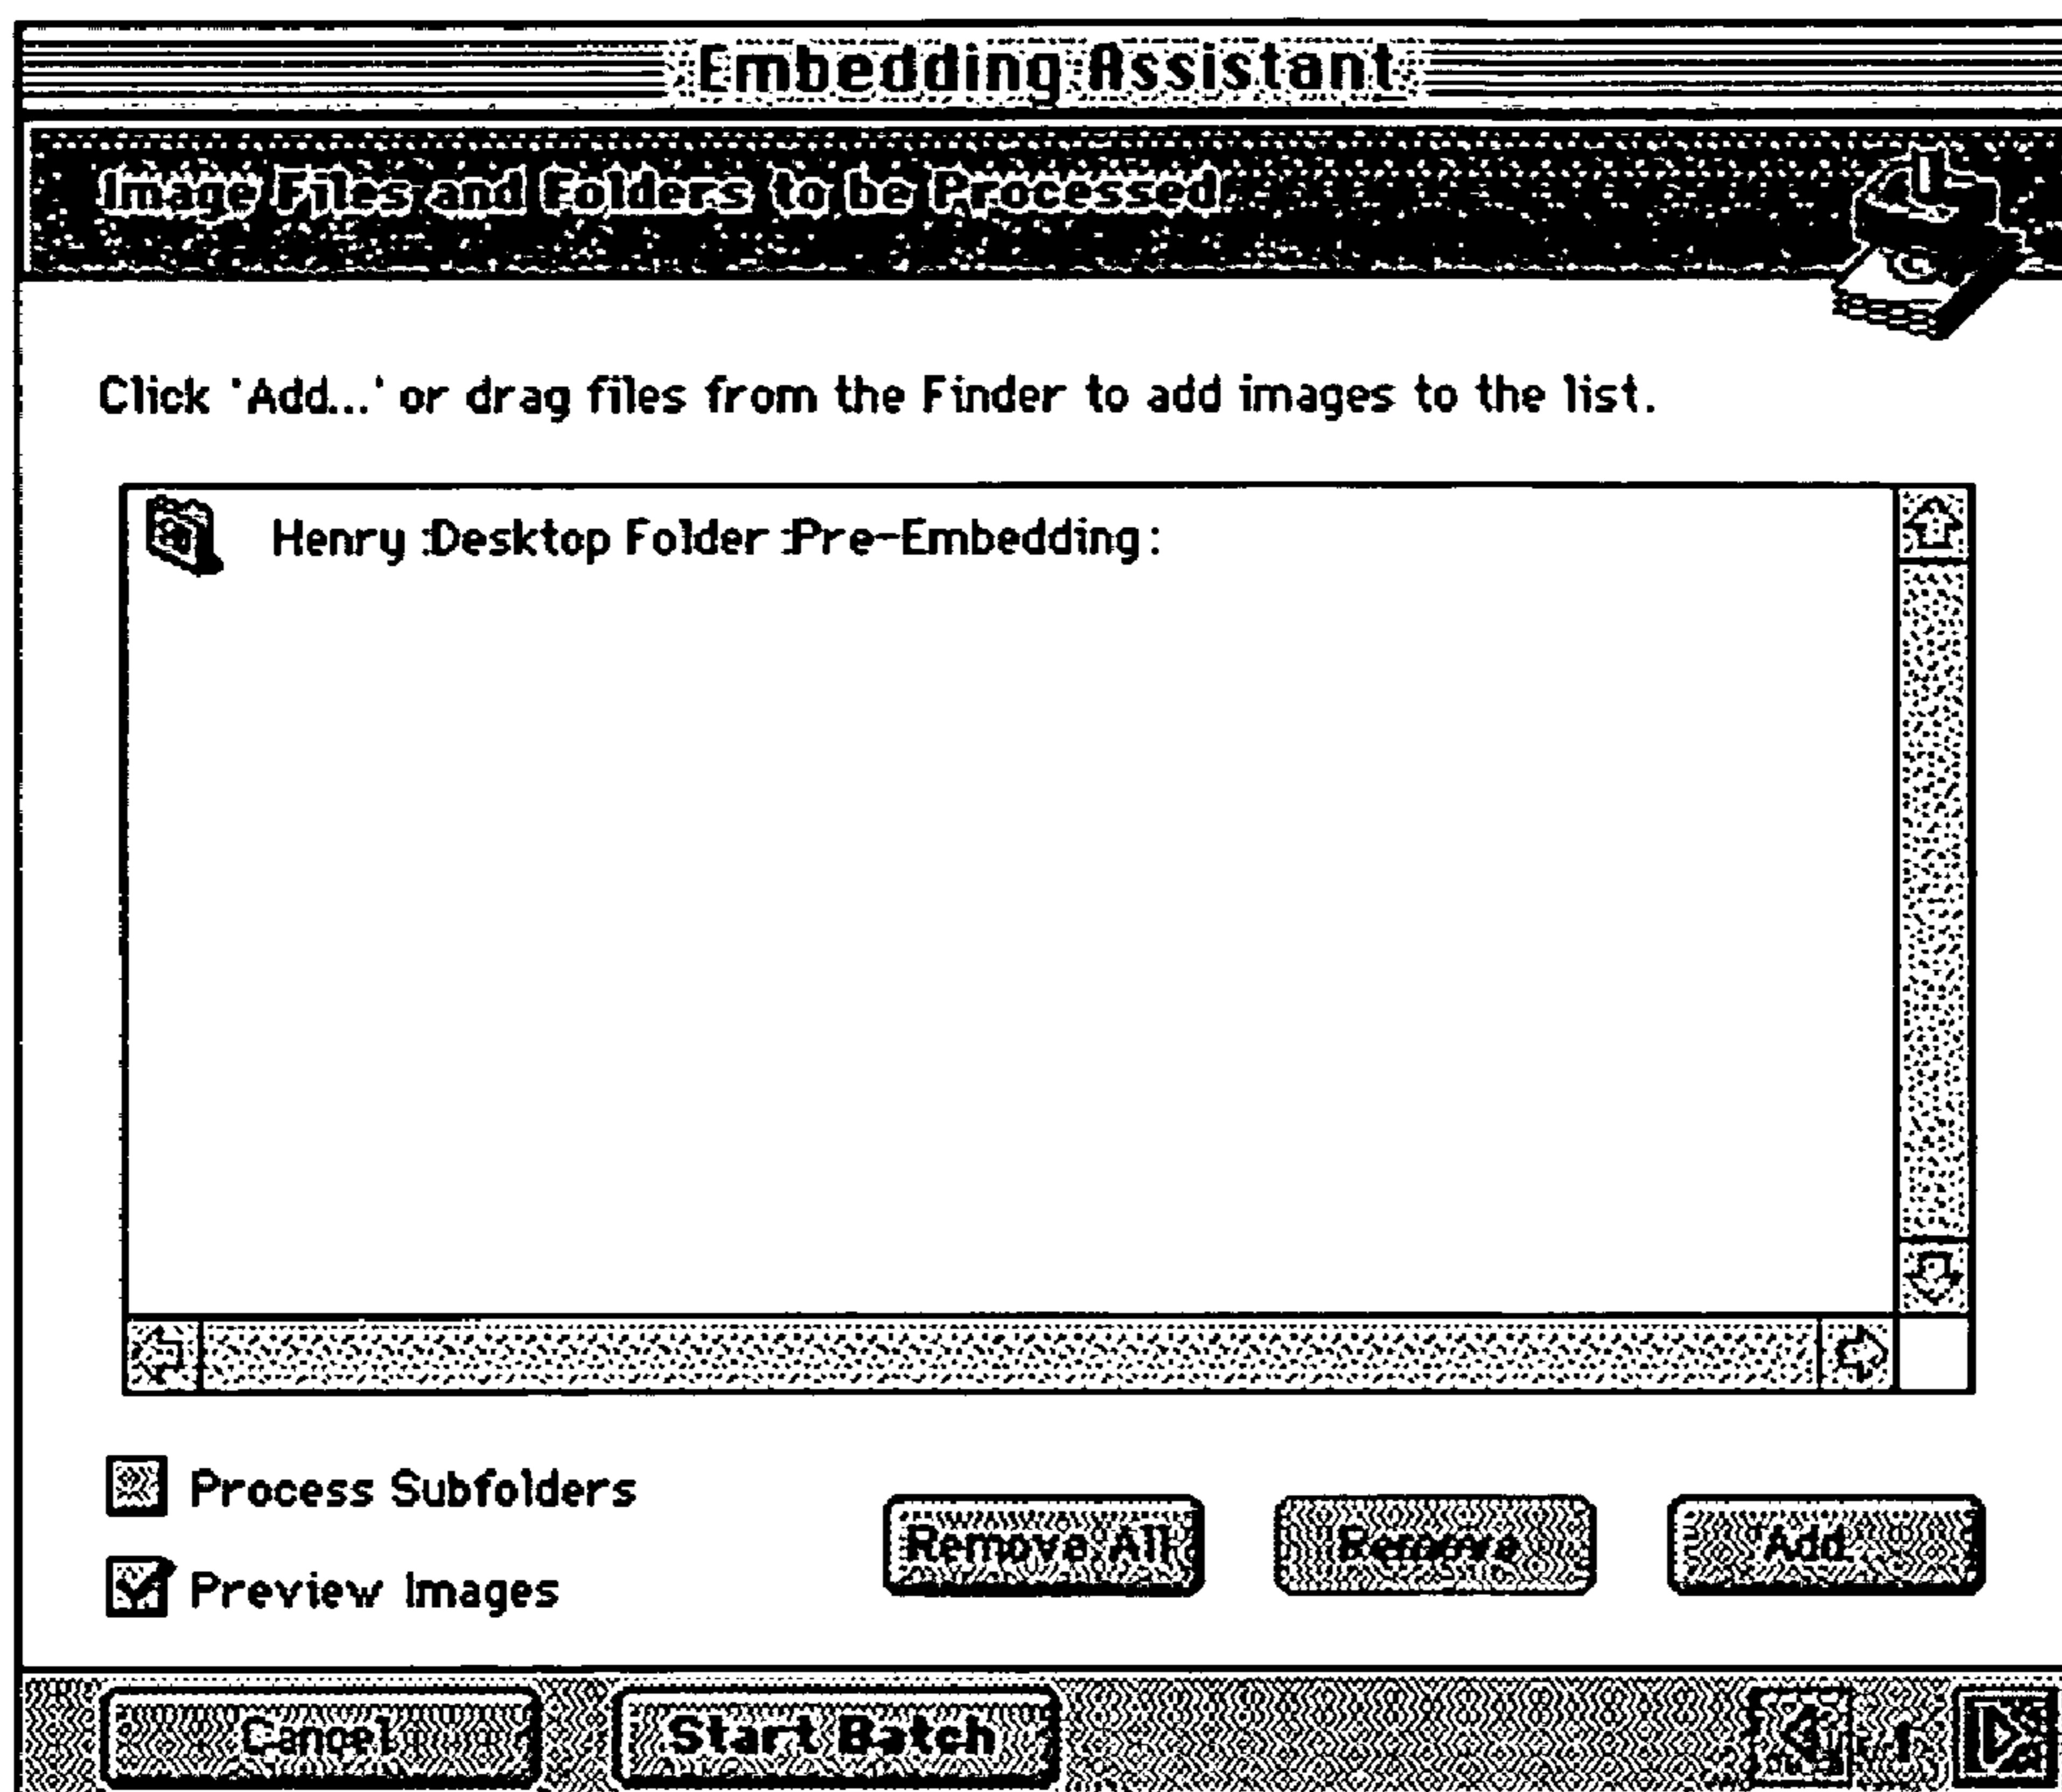 Embedding Assistant
Image Files and Folders to be Processed
Click 'Add...' or drag files from the Finder to add images to the list.
Henry :Desktop Folder :Pre-Embedding :
Process Subfolders
Preview Images
Remove All
Remove
Add...
Cancel
Start Batch
1